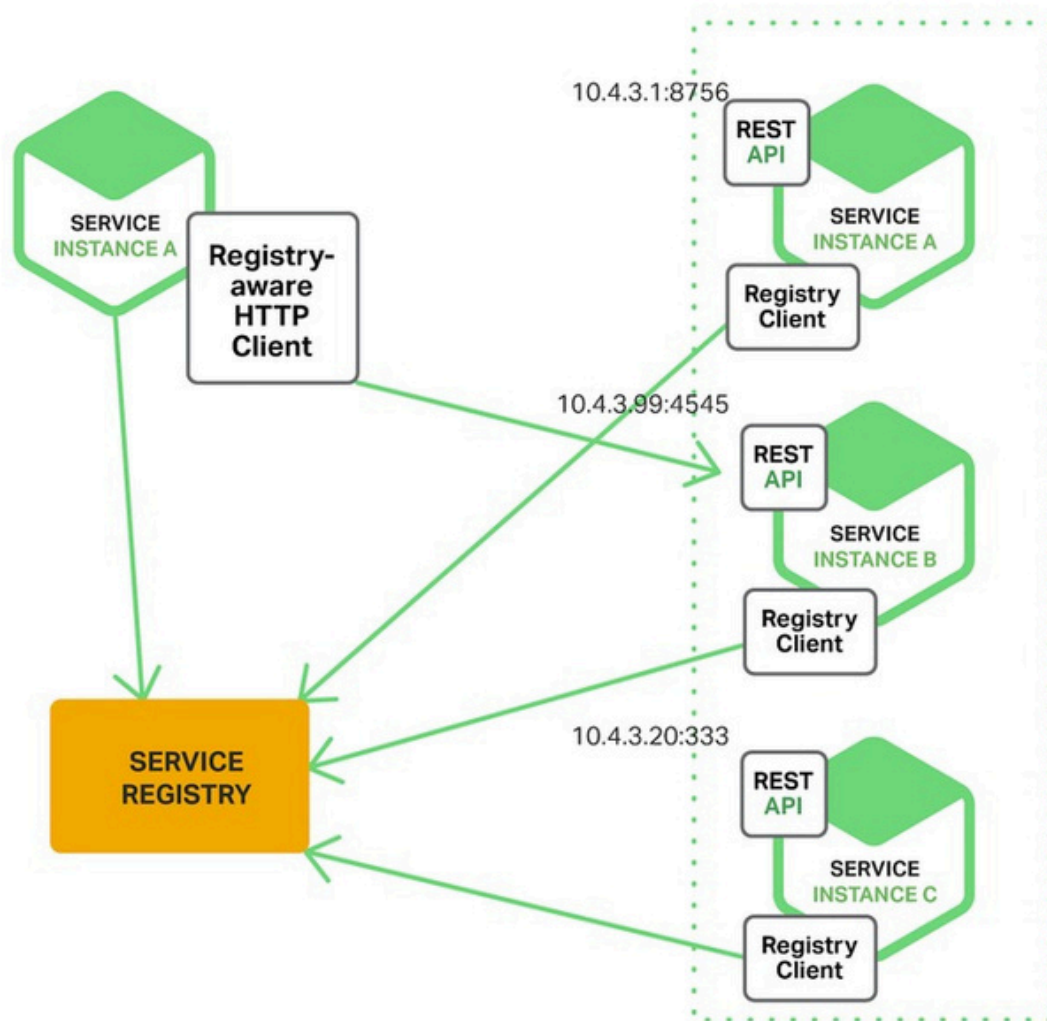 10.4.3.1:8756
REST
API
SERVICE
INSTANCE A
SERVICE
INSTANCE A
Registry-
aware
HTTP
Client
Registry
Client
10.4.3.99:4545
REST
API
SERVICE
INSTANCE B
Registry
Client
10.4.3.20:333
SERVICE
REGISTRY
REST
API
SERVICE
INSTANCE C
Registry
Client